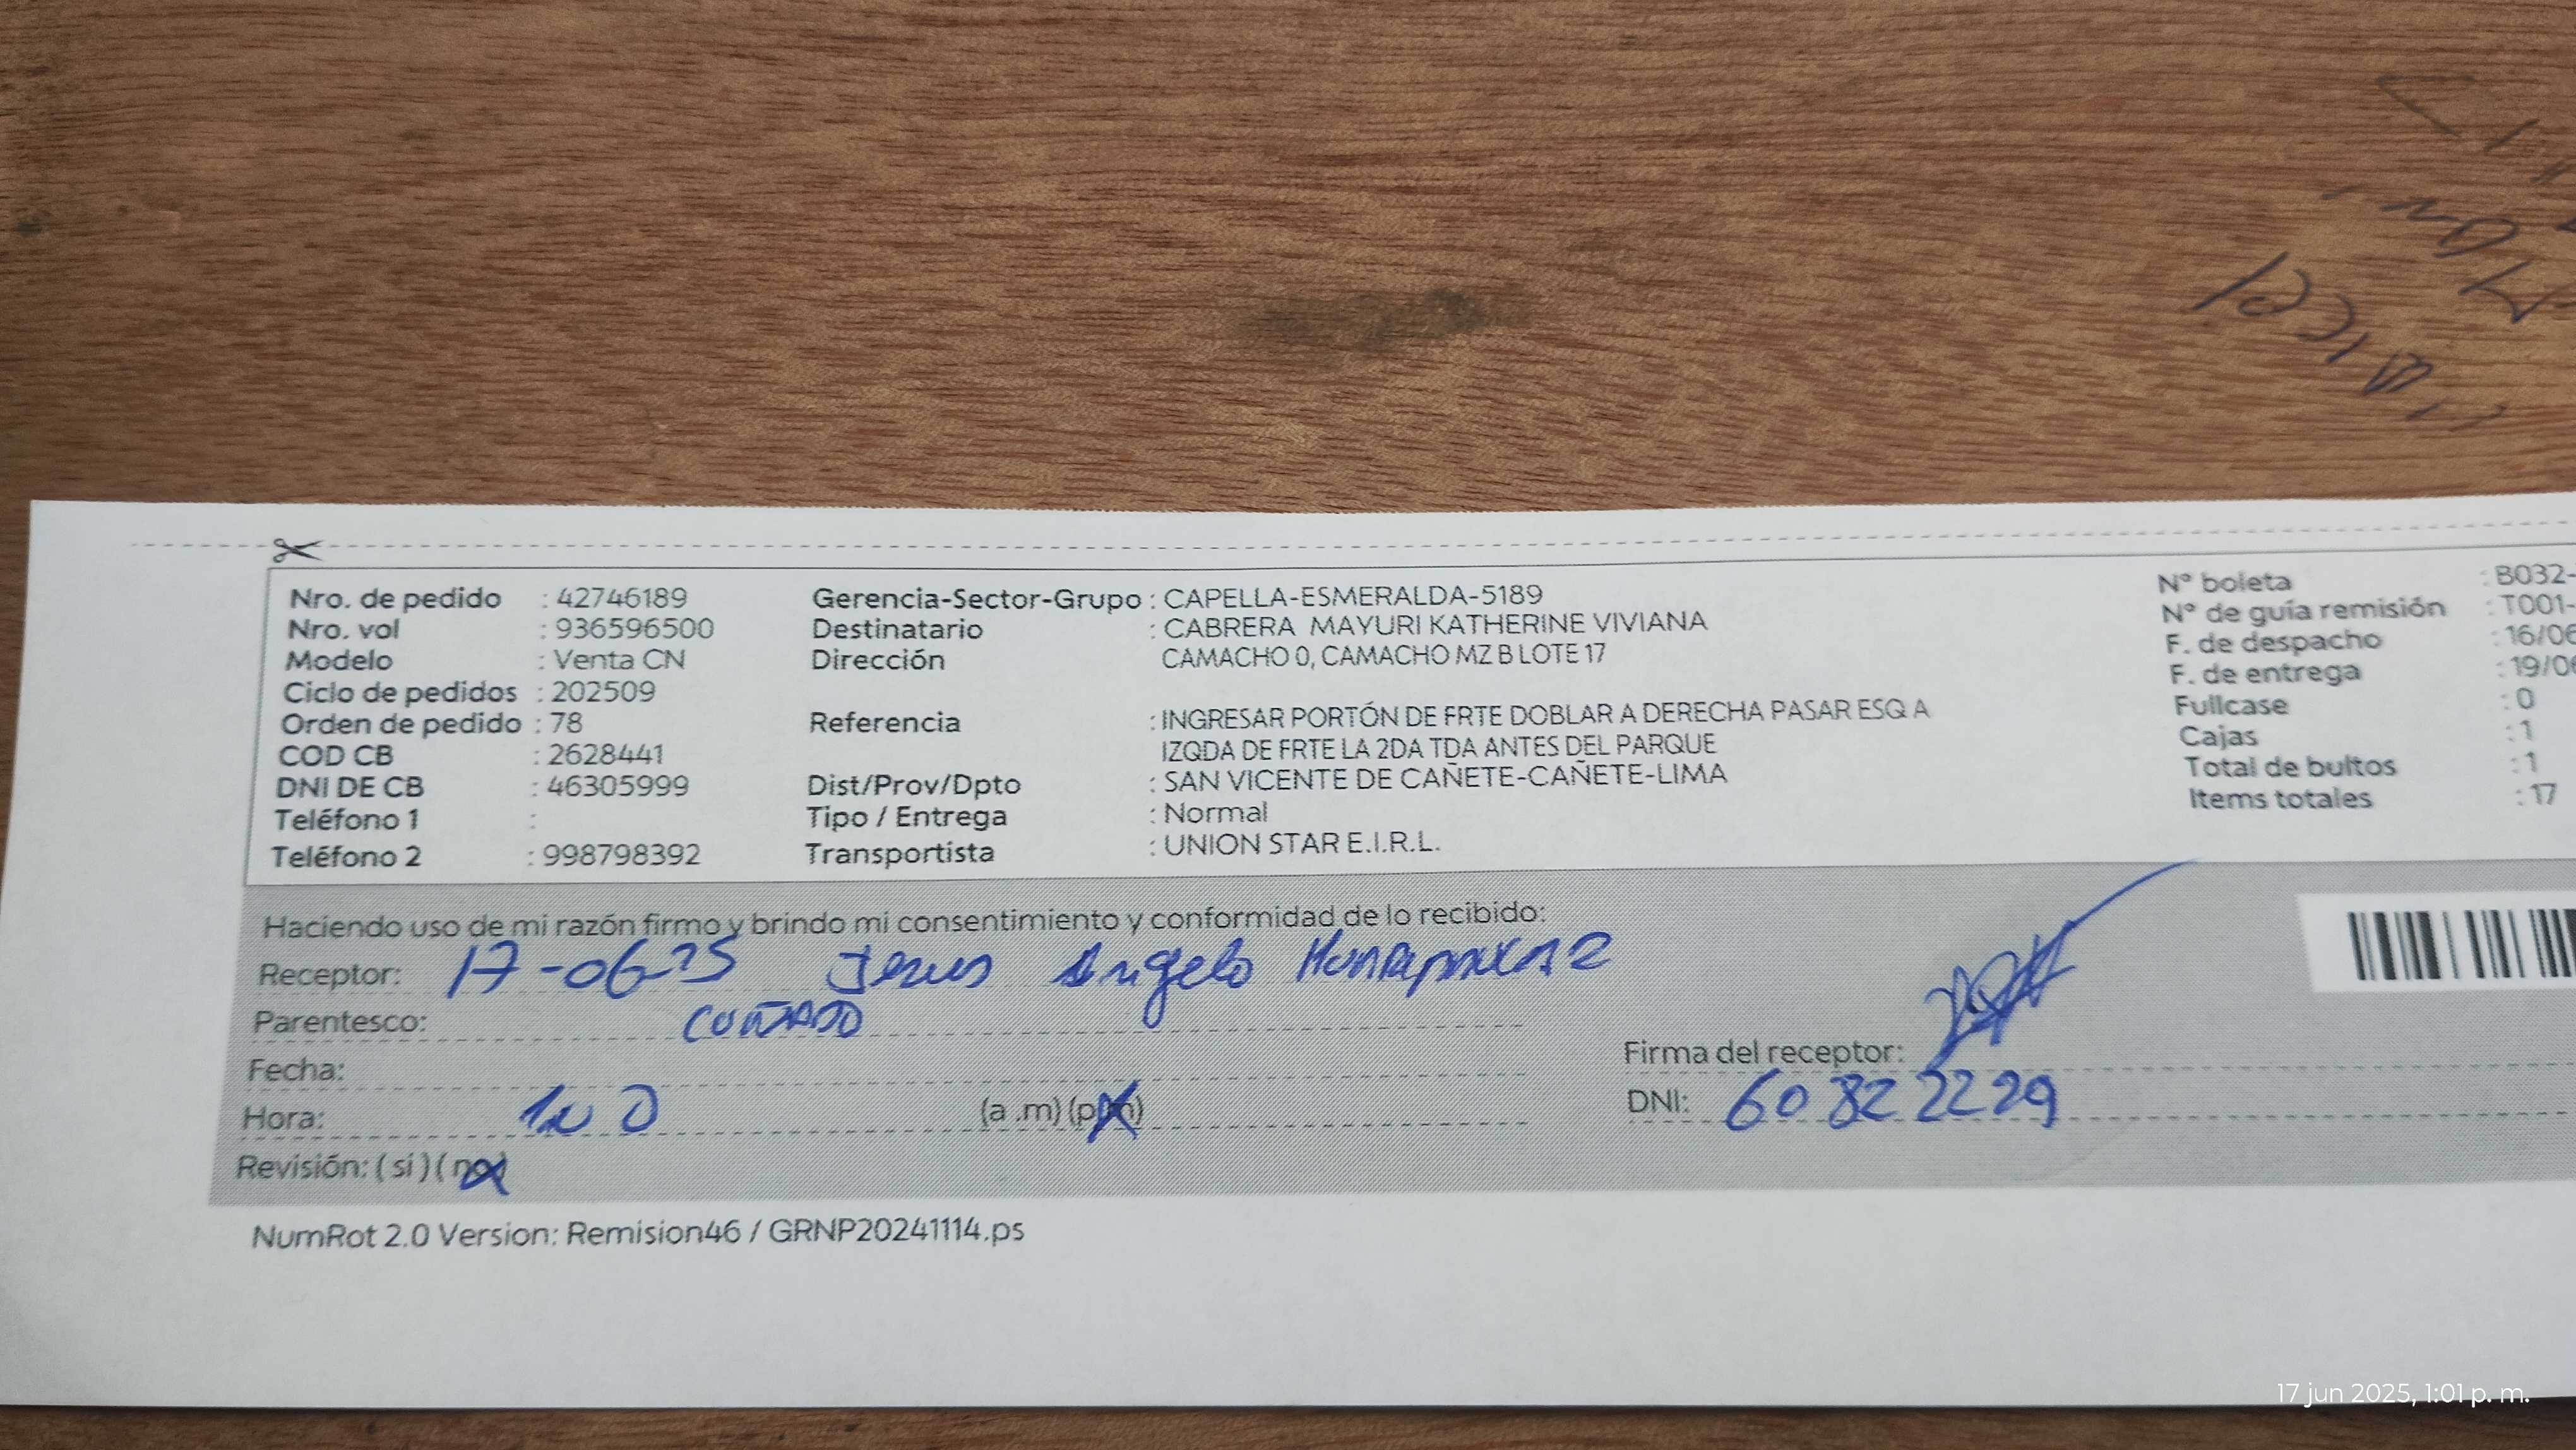 Nro. de pedido : 42746189
Nro. vol : 936596500
Modelo : Venta CN
Ciclo de pedidos : 202509
Orden de pedido : 78
COD CB : 2628441
DNI DE CB : 46305999
Teléfono 1 :
Teléfono 2 : 998798392
Gerencia-Sector-Grupo : CAPELLA-ESMERALDA-5189
Destinatario : CABRERA MAYURI KATHERINE VIVIANA
Dirección CAMACHO 0, CAMACHO MZ B LOTE 17
Referencia : INGRESAR PORTÓN DE FRTE DOBLAR A DERECHA PASAR ESQ A
IZQDA DE FRTE LA 2DA TDA ANTES DEL PARQUE
Dist/Prov/Dpto : SAN VICENTE DE CAÑETE-CAÑETE-LIMA
Tipo / Entrega : Normal
Transportista : UNION STAR E.I.R.L.
N° boleta : B032-
N° de guía remisión : T001-
F. de despacho : 16/06
F. de entrega : 19/06
Fullcase : 0
Cajas : 1
Total de bultos : 1
Items totales : 17
Haciendo uso de mi razón firmo y brindo mi consentimiento y conformidad de lo recibido:
Receptor: 17-06-25 Jesus Angelo
Parentesco: CUÑADO
Fecha:
Hora: (a .m) (p.m)
Revisión: ( si ) ( no )
Firma del receptor:
DNI: 60822229
NumRot 2.0 Version: Remision46 / GRNP20241114.ps
17 jun 2025, 1:01 p. m.